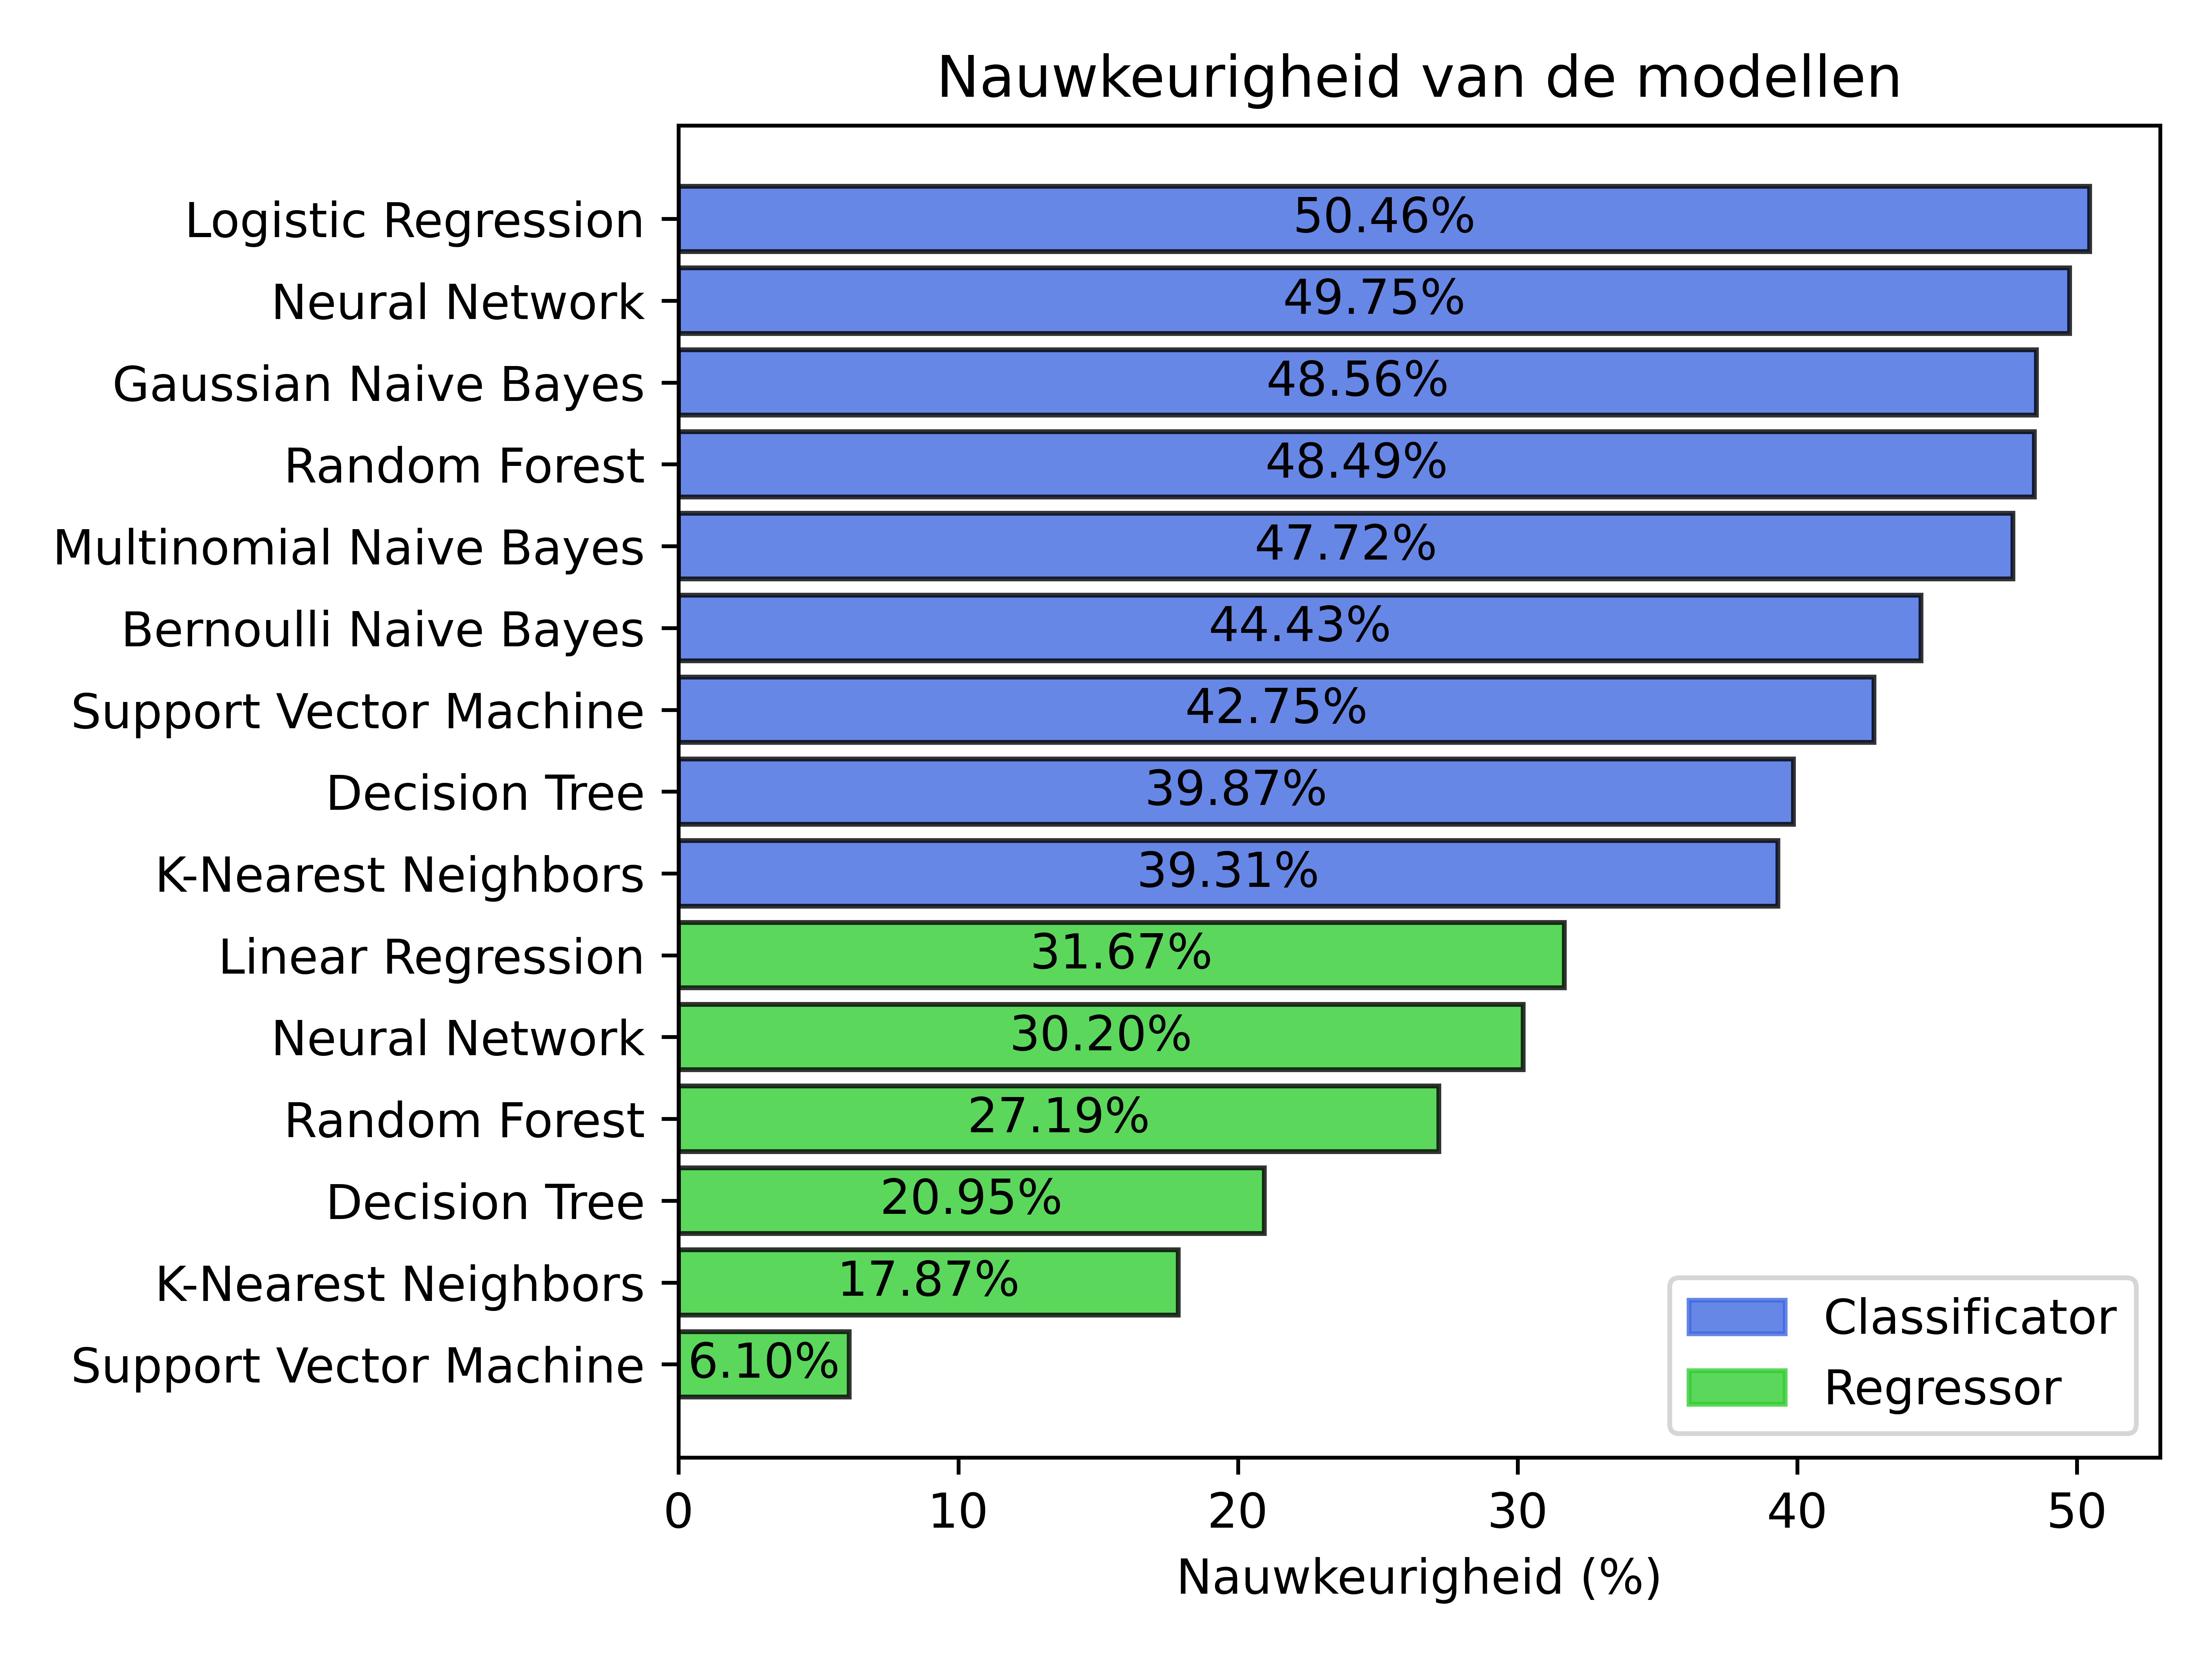 Nauwkeurigheid van de modellen
Logistic Regression 50.46%
Neural Network 49.75%
Gaussian Naive Bayes 48.56%
Random Forest 48.49%
Multinomial Naive Bayes 47.72%
Bernoulli Naive Bayes 44.43%
Support Vector Machine 42.75%
Decision Tree 39.87%
K-Nearest Neighbors 39.31%
Linear Regression 31.67%
Neural Network 30.20%
Random Forest 27.19%
Decision Tree 20.95%
K-Nearest Neighbors 17.87%
Support Vector Machine 6.10%
Classificator
Regressor
0 10 20 30 40 50
Nauwkeurigheid (%)